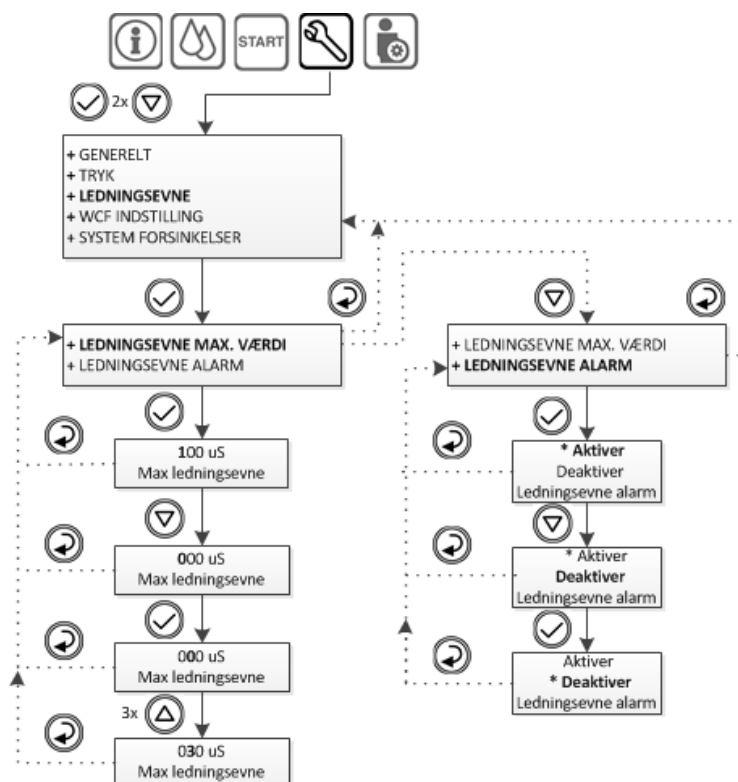 START
2x
+ GENERELT
+ TRYK
+ LEDNINGSEVNE
+ WCF INDSTILLING
+ SYSTEM FORSINKELSER
+ LEDNINGSEVNE MAX. VÆRDI
+ LEDNINGSEVNE ALARM
100 uS
Max ledningsevne
000 uS
Max ledningsevne
000 uS
Max ledningsevne
3x
030 uS
Max ledningsevne
+ LEDNINGSEVNE MAX. VÆRDI
+ LEDNINGSEVNE ALARM
* Aktiver
Deaktiver
Ledningsevne alarm
* Aktiver
Deaktiver
Ledningsevne alarm
Aktiver
* Deaktiver
Ledningsevne alarm